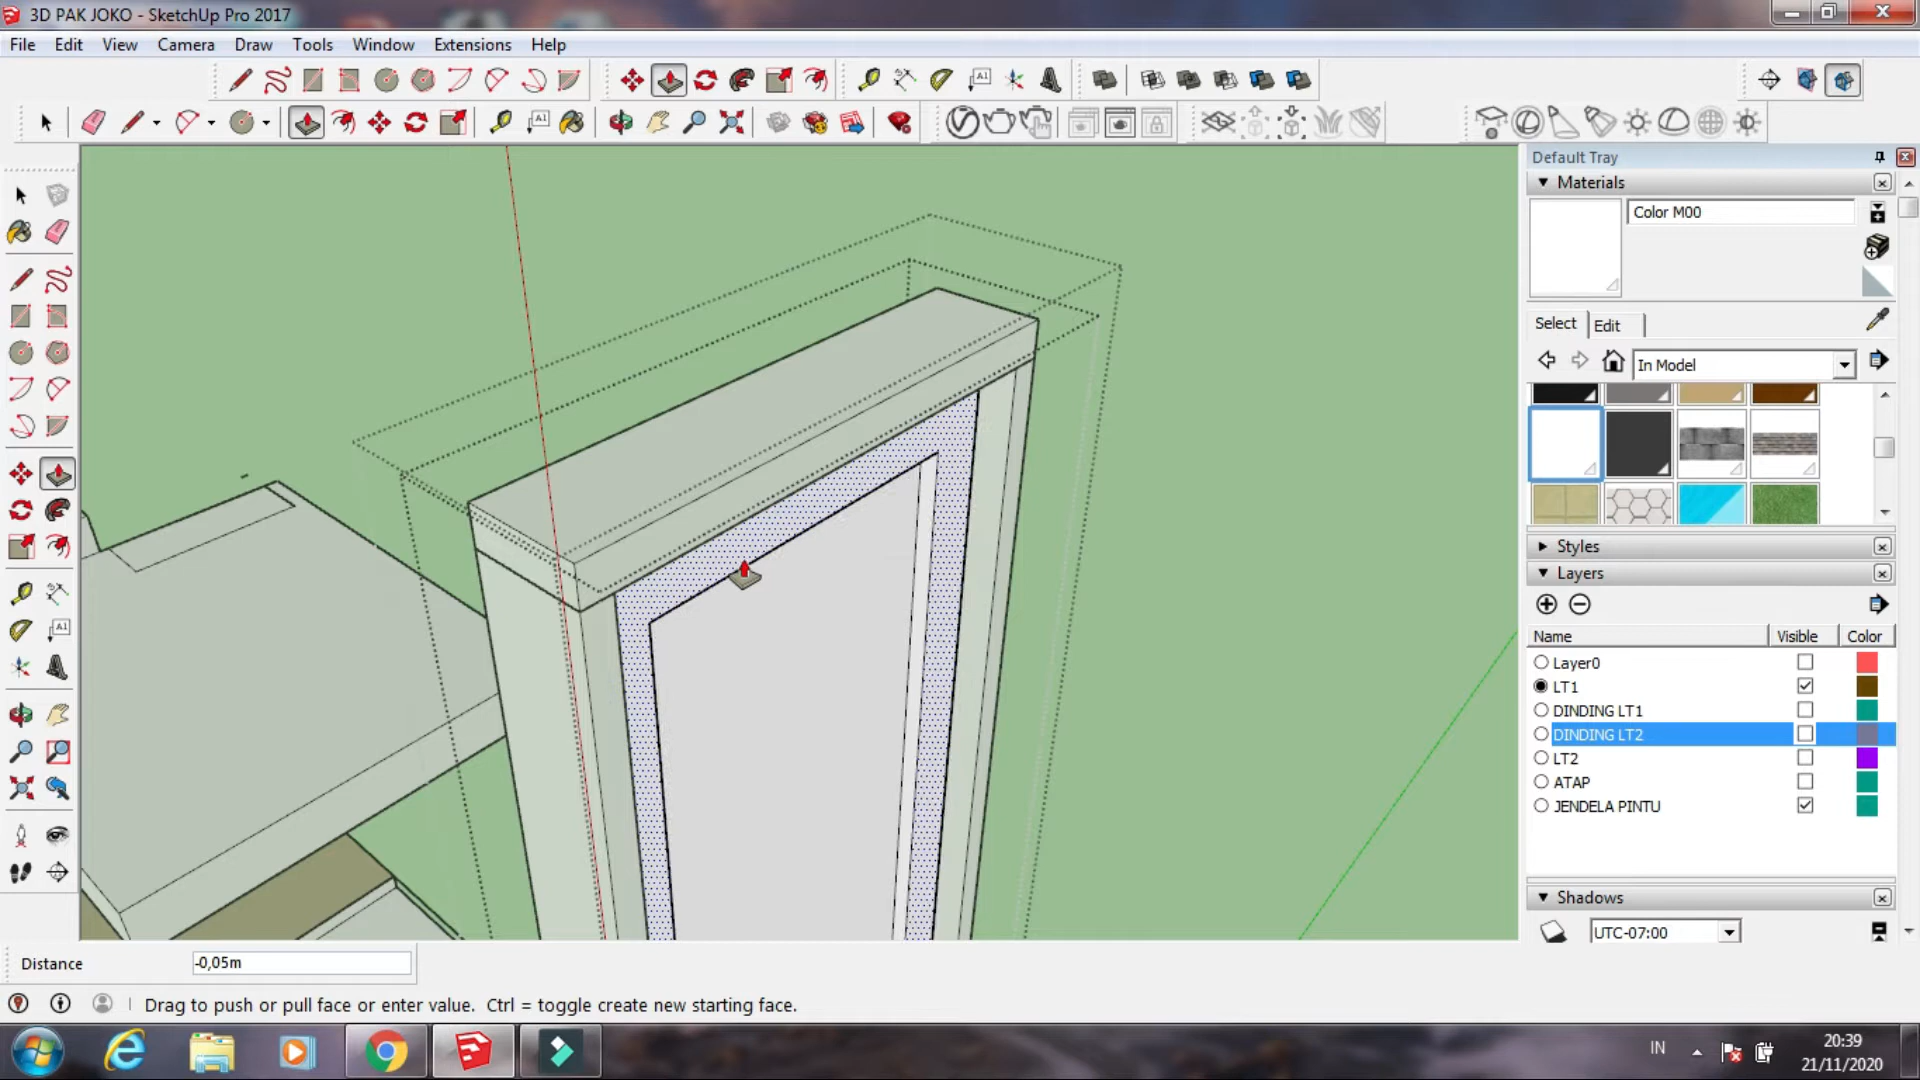 3D PAK JOKO - SketchUp Pro 2017
File Edit View Camera Draw Tools Window Extensions Help
A1
A1
A1
Default Tray
Materials
Color M00
Select Edit
In Model
Styles
Layers
Name Visible Color
Layer0
LT1
DINDING LT1
DINDING LT2
LT2
ATAP
JENDELA PINTU
Shadows
UTC-07:00
Distance -0,05m
Drag to push or pull face or enter value. Ctrl = toggle create new starting face.
IN
20:39
21/11/2020